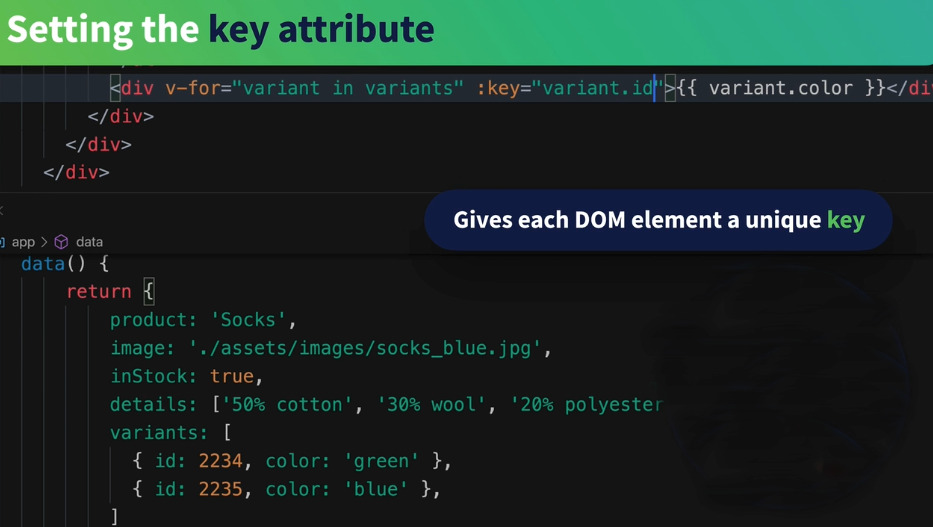 Setting the key attribute
<div v-for="variant in variants" :key="variant.id">{{ variant.color }}</di
</div>
</div>
</div>
Gives each DOM element a unique key
app > data
data() {
return {
product: 'Socks',
image: './assets/images/socks_blue.jpg',
inStock: true,
details: ['50% cotton', '30% wool', '20% polyester
variants: [
{ id: 2234, color: 'green' },
{ id: 2235, color: 'blue' },
]